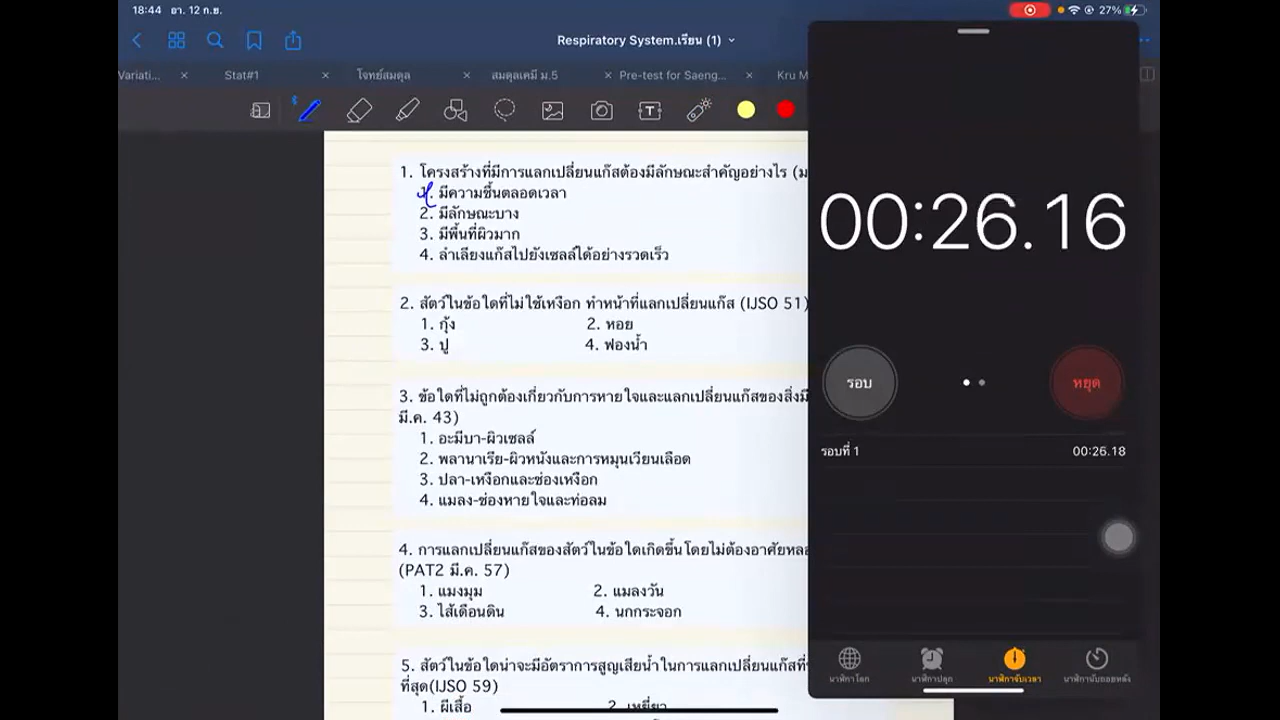 18:44 อา. 12 ก.ย.
27%
Respiratory System.เรียน (1)
Variati...
Stat#1
โจทย์สมดุล
สมดุลเคมี ม.5
Pre-test for Saeng...
Kru M
1. โครงสร้างที่มีการแลกเปลี่ยนแก๊สต้องมีลักษณะสำคัญอย่างไร (ม
1. มีความชื้นตลอดเวลา
2. มีลักษณะบาง
3. มีพื้นที่ผิวมาก
4. ลำเลียงแก๊สไปยังเซลล์ได้อย่างรวดเร็ว
2. สัตว์ในข้อใดที่ไม่ใช้เหงือก ทำหน้าที่แลกเปลี่ยนแก๊ส (IJSO 51)
1. กุ้ง 2. หอย
3. ปู 4. ฟองน้ำ
3. ข้อใดที่ไม่ถูกต้องเกี่ยวกับการหายใจและแลกเปลี่ยนแก๊สของสิ่งมี
มี.ค. 43)
1. อะมีบา-ผิวเซลล์
2. พลานาเรีย-ผิวหนังและการหมุนเวียนเลือด
3. ปลา-เหงือกและช่องเหงือก
4. แมลง-ช่องหายใจและท่อลม
4. การแลกเปลี่ยนแก๊สของสัตว์ในข้อใดเกิดขึ้นโดยไม่ต้องอาศัยหลอ
(PAT2 มี.ค. 57)
1. แมงมุม 2. แมลงวัน
3. ไส้เดือนดิน 4. นกกระจอก
5. สัตว์ในข้อใดน่าจะมีอัตราการสูญเสียน้ำในการแลกเปลี่ยนแก๊สที่
ที่สุด(IJSO 59)
1. ผีเสื้อ 2. เหยี่ยว
00:26.16
รอบ
หยุด
รอบที่ 1 00:26.18
นาฬิกาโลก
นาฬิกาปลุก
นาฬิกาจับเวลา
นาฬิกานับถอยหลัง